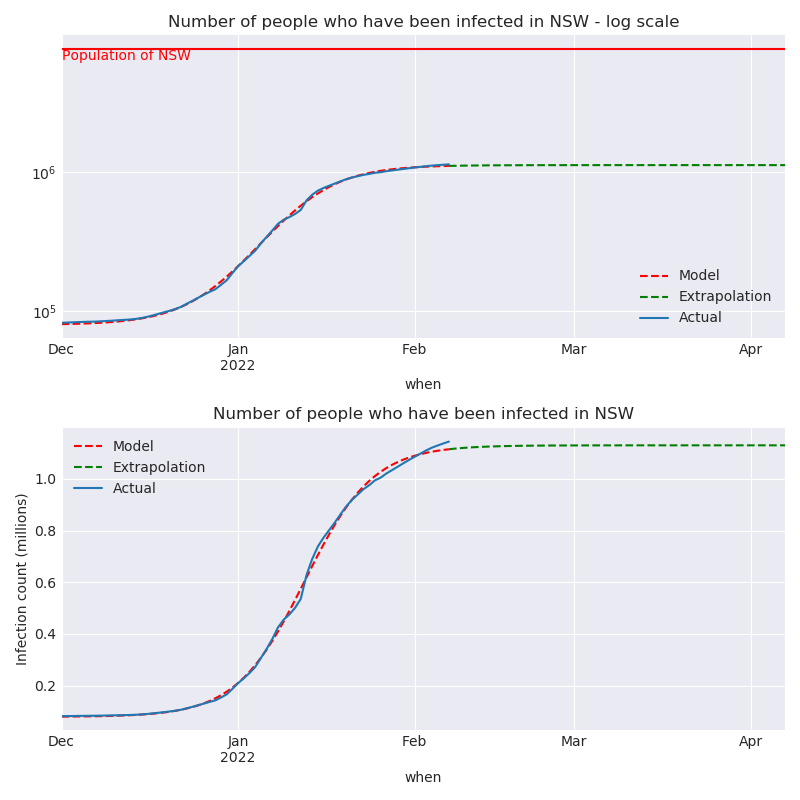 Number of people who have been infected in NSW - log scale
Population of NSW
10^6
10^5
Model
Extrapolation
Actual
Dec Jan Feb Mar Apr
2022
when
Number of people who have been infected in NSW
Model
Extrapolation
Actual
Infection count (millions)
1.0
0.8
0.6
0.4
0.2
Dec Jan Feb Mar Apr
2022
when